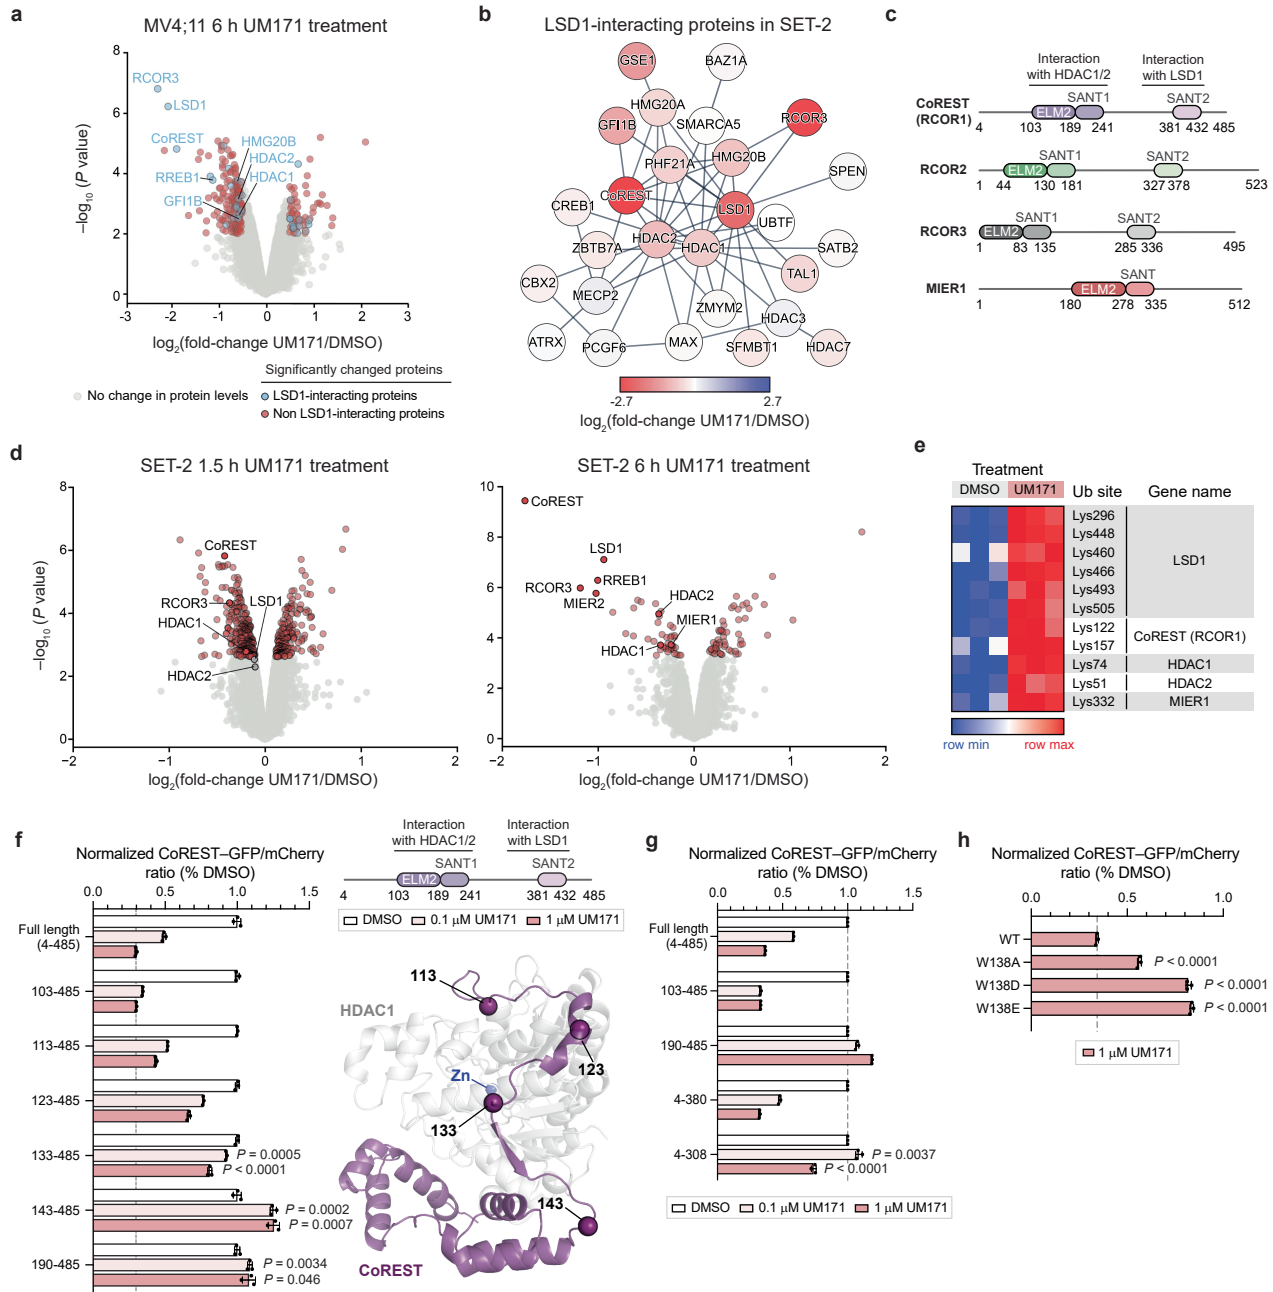 a
MV4;11 6 h UM171 treatment
8
6
4
2
0
-3
-2
-1
0
1
2
3
–log10 (P value)
log2(fold-change UM171/DMSO)
RCOR3
LSD1
CoREST
HMG20B
HDAC2
RREB1
HDAC1
GFI1B
Significantly changed proteins
No change in protein levels
LSD1-interacting proteins
Non LSD1-interacting proteins
b
LSD1-interacting proteins in SET-2
GSE1
BAZ1A
HMG20A
GFI1B
SMARCA5
RCOR3
PHF21A
HMG20B
SPEN
CoREST
CREB1
LSD1
UBTF
HDAC2
HDAC1
ZBTB7A
SATB2
TAL1
CBX2
MECP2
ZMYM2
HDAC3
ATRX
PCGF6
MAX
SFMBT1
HDAC7
-2.7
2.7
log2(fold-change UM171/DMSO)
c
Interaction
with HDAC1/2
Interaction
with LSD1
CoREST
(RCOR1)
SANT1
SANT2
ELM2
4
103
189
241
381
432
485
RCOR2
SANT1
SANT2
ELM2
1
44
130
181
327
378
523
RCOR3
SANT1
SANT2
ELM2
1
83
135
285
336
495
MIER1
SANT
ELM2
1
180
278
335
512
d
SET-2 1.5 h UM171 treatment
8
6
4
2
0
−2
−1
0
1
2
–log10 (P value)
log2(fold-change UM171/DMSO)
CoREST
RCOR3
LSD1
HDAC1
HDAC2
SET-2 6 h UM171 treatment
10
8
6
4
2
0
−2
−1
0
1
2
log2(fold-change UM171/DMSO)
CoREST
LSD1
RREB1
RCOR3
MIER2
HDAC2
MIER1
HDAC1
e
Treatment
DMSO
UM171
Ub site
Gene name
Lys296
Lys448
Lys460
Lys466
Lys493
Lys505
LSD1
Lys122
Lys157
CoREST (RCOR1)
Lys74
HDAC1
Lys51
HDAC2
Lys332
MIER1
row min
row max
f
Normalized CoREST–GFP/mCherry
ratio (% DMSO)
0.0
0.5
1.0
1.5
Full length
(4-485)
103-485
113-485
123-485
133-485
P = 0.0005
P < 0.0001
143-485
P = 0.0002
P = 0.0007
190-485
P = 0.0034
P = 0.046
Interaction
with HDAC1/2
Interaction
with LSD1
SANT1
SANT2
ELM2
4
103
189
241
381
432
485
DMSO
0.1 µM UM171
1 µM UM171
113
HDAC1
123
Zn
133
143
CoREST
g
Normalized CoREST–GFP/mCherry
ratio (% DMSO)
0.0
0.5
1.0
1.5
Full length
(4-485)
103-485
190-485
4-380
4-308
P = 0.0037
P < 0.0001
DMSO
0.1 µM UM171
1 µM UM171
h
Normalized CoREST–GFP/mCherry
ratio (% DMSO)
0.0
0.5
1.0
WT
W138A
P < 0.0001
W138D
P < 0.0001
W138E
P < 0.0001
1 µM UM171